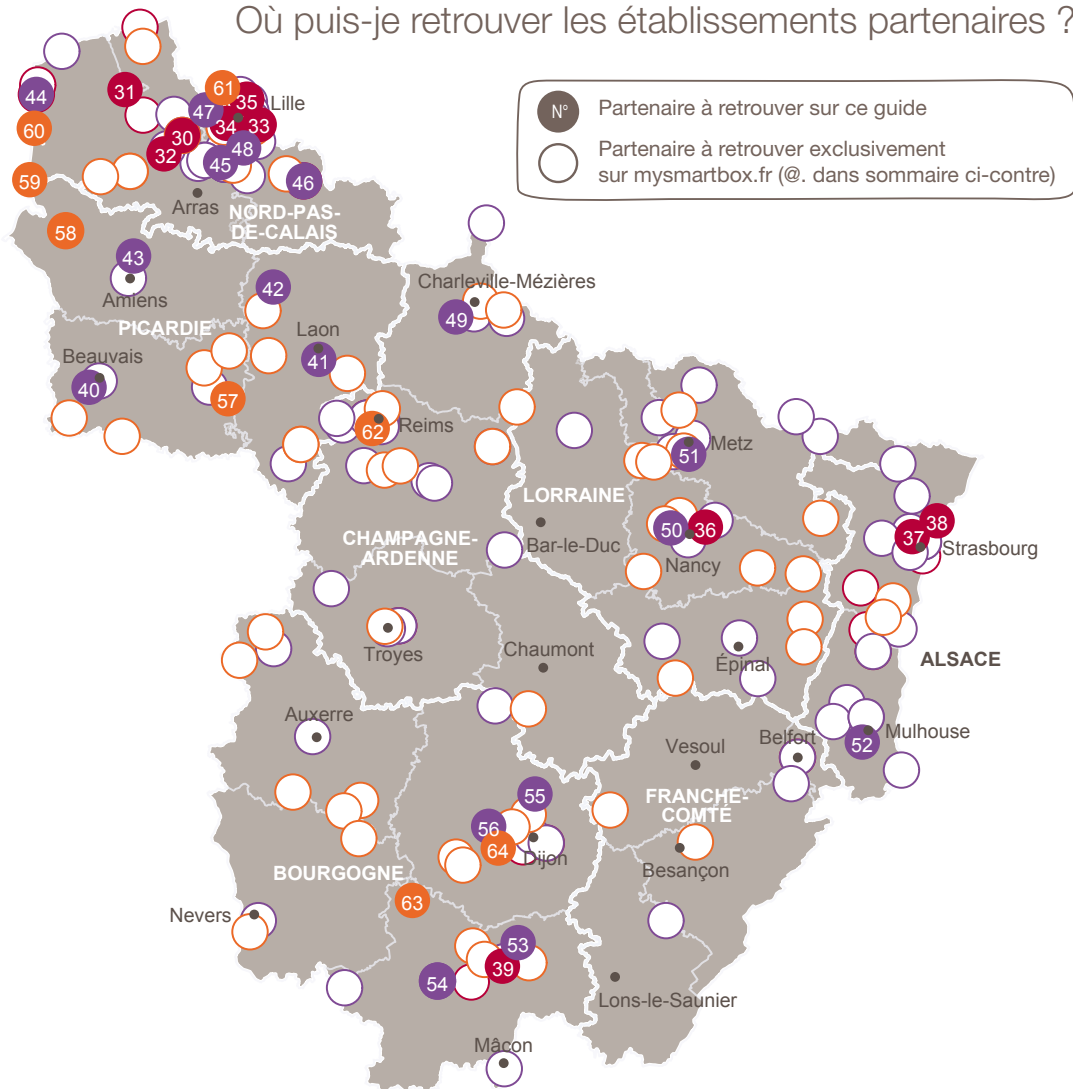 Où puis-je retrouver les établissements partenaires ?
N°
Partenaire à retrouver sur ce guide
Partenaire à retrouver exclusivement
sur mysmartbox.fr (@. dans sommaire ci-contre)
61
31
44
47
35
Lille
60
34
33
30
32
48
45
59
46
Arras
NORD-PAS-
DE-CALAIS
58
43
Amiens
42
Charleville-Mézières
49
PICARDIE
Laon
41
Beauvais
40
57
62
Reims
Metz
51
LORRAINE
50
36
38
37
Strasbourg
CHAMPAGNE-
ARDENNE
Bar-le-Duc
Nancy
Troyes
Chaumont
Épinal
ALSACE
Auxerre
Vesoul
Belfort
Mulhouse
52
55
FRANCHE-
COMTÉ
56
64
Dijon
Besançon
BOURGOGNE
63
Nevers
53
39
54
Lons-le-Saunier
Mâcon